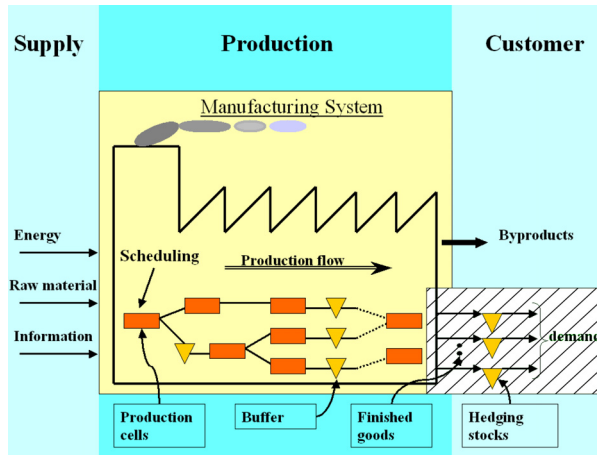 Supply
Production
Customer
Manufacturing System
Energy
Byproducts
Scheduling
Production flow
Raw material
Information
demand
Production
cells
Buffer
Finished
goods
Hedging
stocks